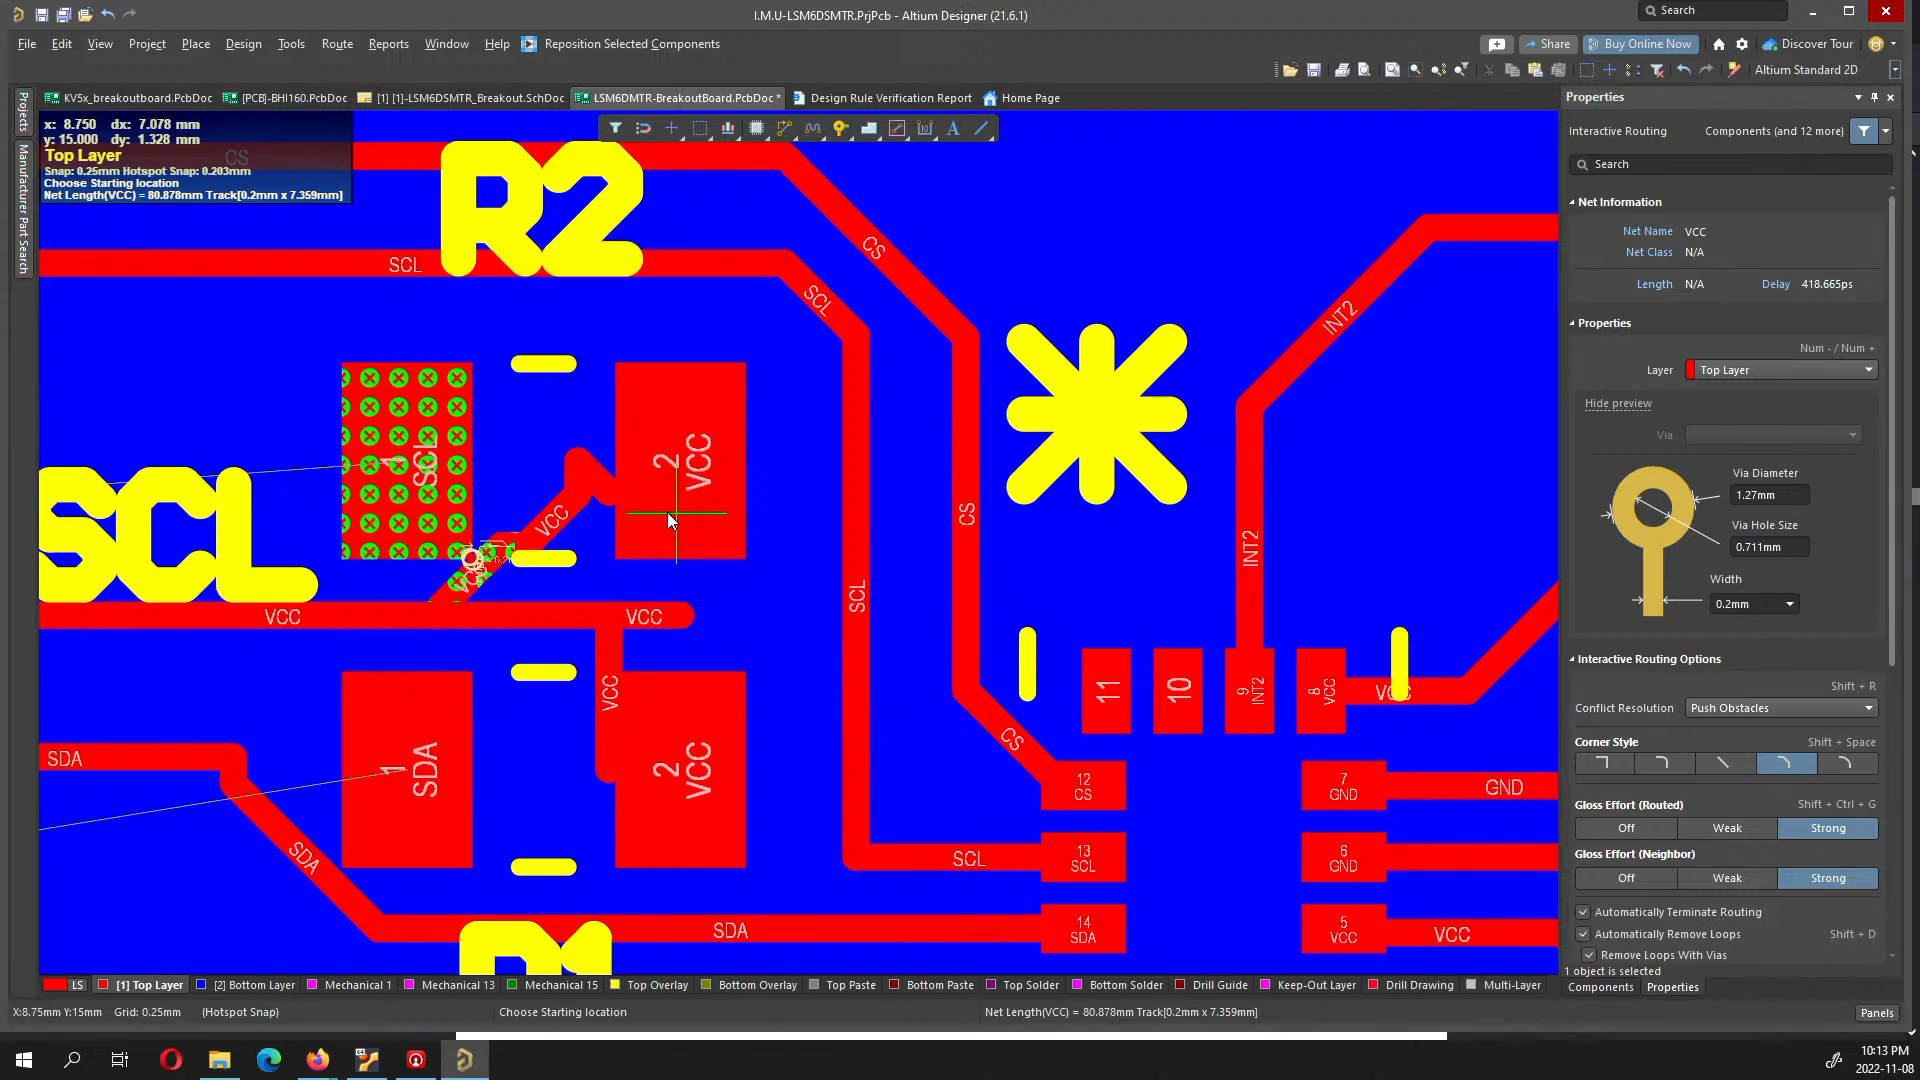 I.M.U-LSM6DSMTR.PrjPcb - Altium Designer (21.6.1)
Search
File Edit View Project Place Design Tools Route Reports Window Help Reposition Selected Components
Share Buy Online Now Discover Tour
Altium Standard 2D
KV5x_breakoutboard.PcbDoc [PCB]-BHI160.PcbDoc [1] [1]-LSM6DSMTR_Breakout.SchDoc LSM6DMTR-BreakoutBoard.PcbDoc * Design Rule Verification Report Home Page
Projects
Manufacturer Part Search
x: 8.750 dx: 7.078 mm
y: 15.000 dy: 1.328 mm
Top Layer
Snap: 0.25mm Hotspot Snap: 0.203mm
Choose Starting location
Net Length(VCC) = 80.878mm Track[0.2mm x 7.359mm]
CS
R2
CS
SCL
SCL
INT2
1
SCL
2
VCC
SCL
VCC
VCC
CS
INT2
SCL
VCC
VCC
VCC
11
10
9
INT2
8
VCC
VCC
SDA
1
SDA
2
VCC
CS
12
CS
7
GND
GND
SCL
13
SCL
6
GND
SDA
SDA
14
SDA
5
VCC
VCC
Properties
Interactive Routing Components (and 12 more)
Search
Net Information
Net Name VCC
Net Class N/A
Length N/A Delay 418.665ps
Properties
Num - / Num +
Layer Top Layer
Hide preview
Via
Via Diameter
1.27mm
Via Hole Size
0.711mm
Width
0.2mm
Interactive Routing Options
Shift + R
Conflict Resolution Push Obstacles
Corner Style Shift + Space
Gloss Effort (Routed) Shift + Ctrl + G
Off Weak Strong
Gloss Effort (Neighbor)
Off Weak Strong
Automatically Terminate Routing
Automatically Remove Loops Shift + D
Remove Loops With Vias
1 object is selected
Components Properties
LS [1] Top Layer [2] Bottom Layer Mechanical 1 Mechanical 13 Mechanical 15 Top Overlay Bottom Overlay Top Paste Bottom Paste Top Solder Bottom Solder Drill Guide Keep-Out Layer Drill Drawing Multi-Layer
X:8.75mm Y:15mm Grid: 0.25mm (Hotspot Snap) Choose Starting location Net Length(VCC) = 80.878mm Track[0.2mm x 7.359mm] Panels
10:13 PM
2022-11-08